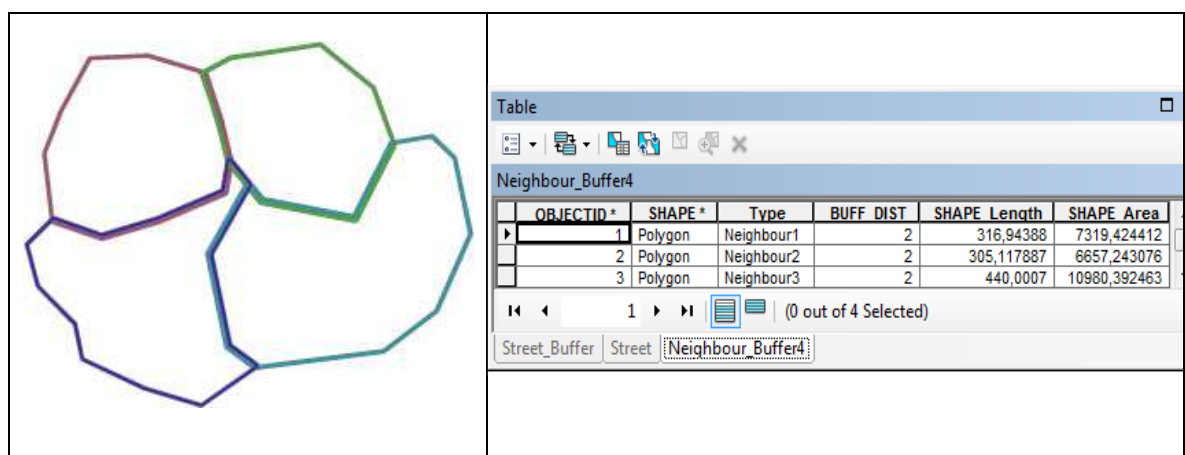 Table
Neighbour_Buffer4
OBJECTID * SHAPE * Type BUFF_DIST SHAPE_Length SHAPE_Area
1 Polygon Neighbour1 2 316,94388 7319,424412
2 Polygon Neighbour2 2 305,117887 6657,243076
3 Polygon Neighbour3 2 440,0007 10980,392463
1 (0 out of 4 Selected)
Street_Buffer Street Neighbour_Buffer4